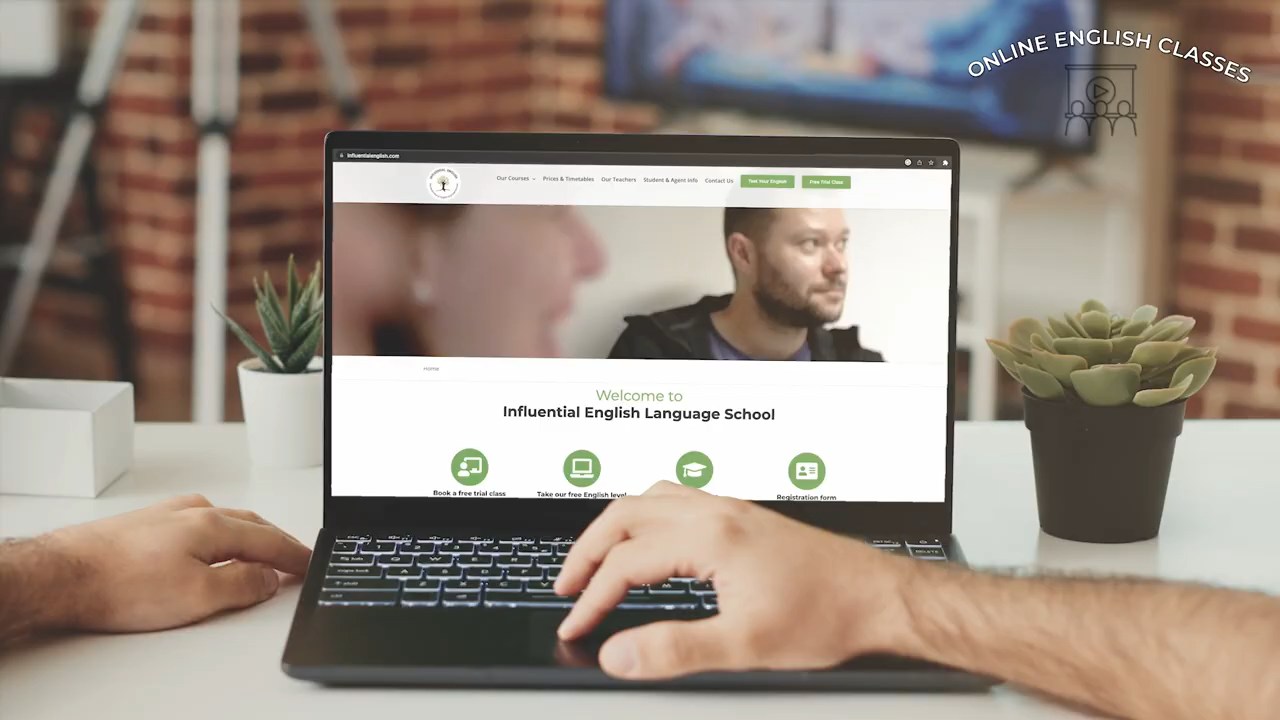 ONLINE ENGLISH CLASSES
influentialenglish.com
Our Courses
Prices & Timetables
Our Teachers
Student & Agent Info
Contact Us
Test Your English
Free Trial Class
Home
Welcome to
Influential English Language School
Book a free trial class
Take our free English level
Registration form
DELETE